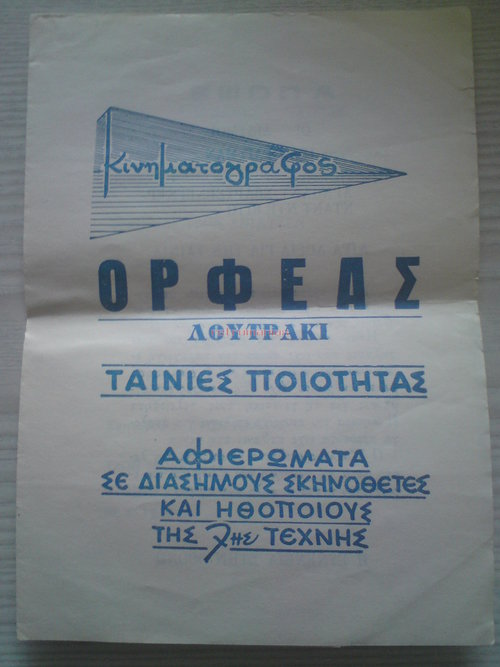 Κινηματογράφος
ΟΡΦΕΑΣ
ΛΟΥΤΡΑΚΙ
ΤΑΙΝΙΕΣ ΠΟΙΟΤΗΤΑΣ
ΑΦΙΕΡΩΜΑΤΑ
ΣΕ ΔΙΑΣΗΜΟΥΣ ΣΚΗΝΟΘΕΤΕΣ
ΚΑΙ ΗΘΟΠΟΙΟΥΣ
ΤΗΣ 7ης ΤΕΧΝΗΣ